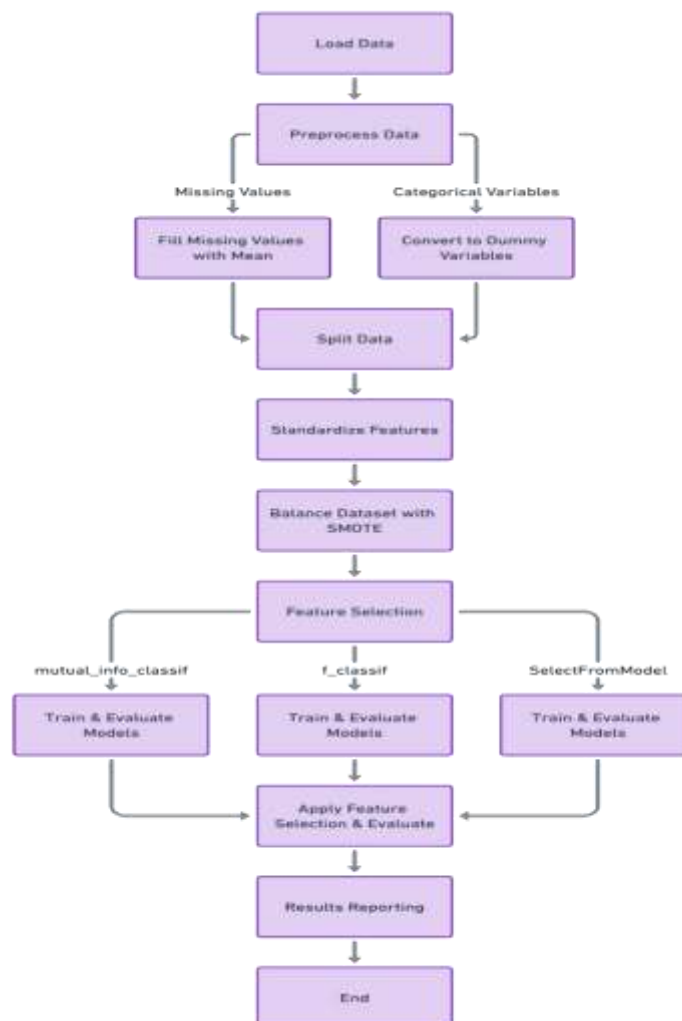 Load Data
Preprocess Data
Missing Values
Categorical Variables
Fill Missing Values
with Mean
Convert to Dummy
Variables
Split Data
Standardize Features
Balance Dataset with
SMOTE
Feature Selection
mutual_info_classif
f_classif
SelectFromModel
Train & Evaluate
Models
Train & Evaluate
Models
Train & Evaluate
Models
Apply Feature
Selection & Evaluate
Results Reporting
End